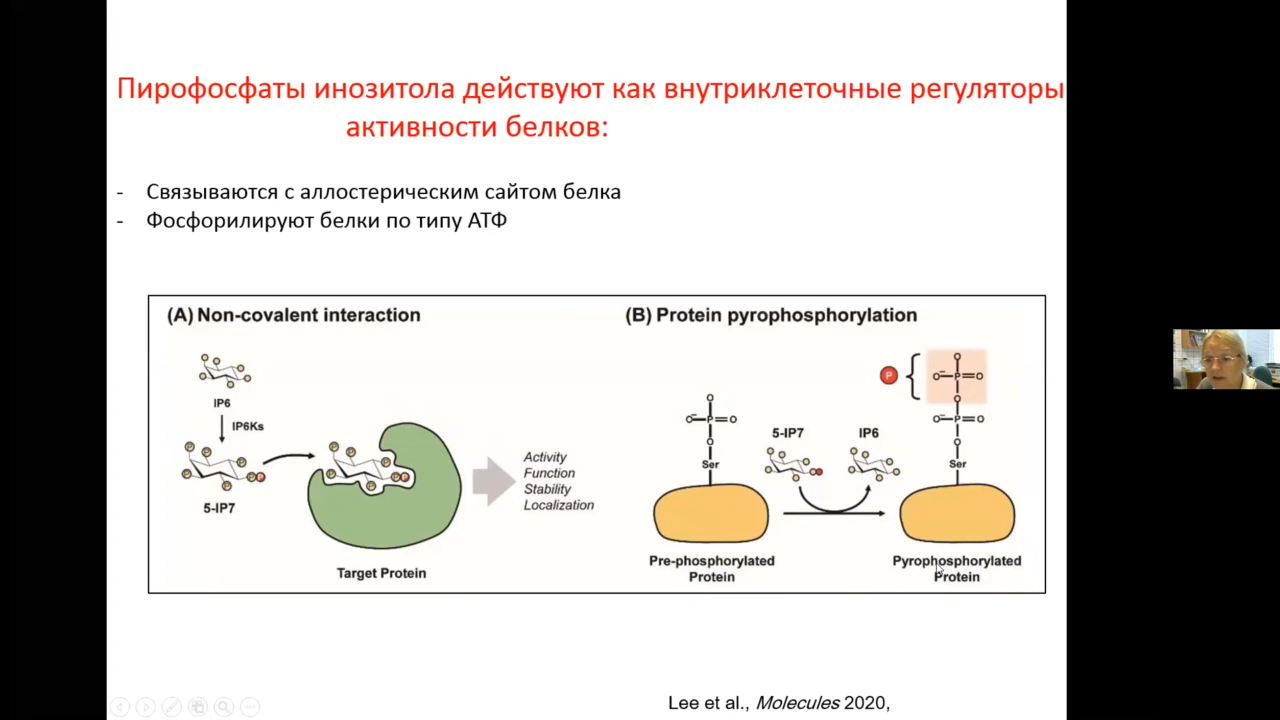 Пирофосфаты инозитола действуют как внутриклеточные регуляторы
активности белков:
- Связываются с аллостерическим сайтом белка
- Фосфорилируют белки по типу АТФ
(A) Non-covalent interaction
IP6
IP6Ks
5-IP7
P
P
P
P
P
P
P
P
P
P
P
P
P
P
Target Protein
Activity
Function
Stability
Localization
(B) Protein pyrophosphorylation
O
O⁻—P=O
O
Ser
Pre-phosphorylated
Protein
5-IP7
IP6
P
O
O⁻—P=O
O
O⁻—P=O
O
Ser
Pyrophosphorylated
Protein
Lee et al., Molecules 2020,